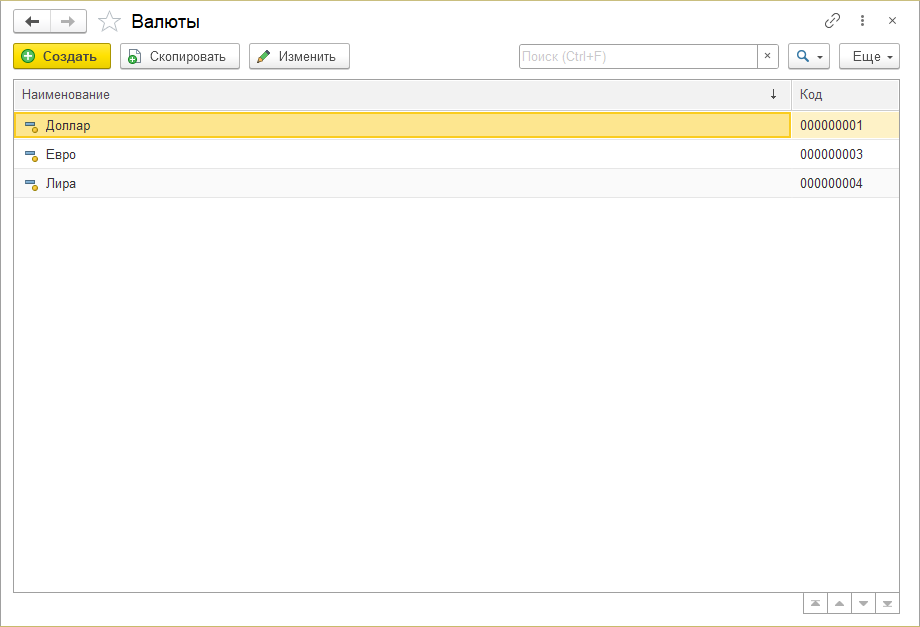 Валюты
Создать Скопировать Изменить Поиск (Ctrl+F) Еще
Наименование Код
Доллар 000000001
Евро 000000003
Лира 000000004